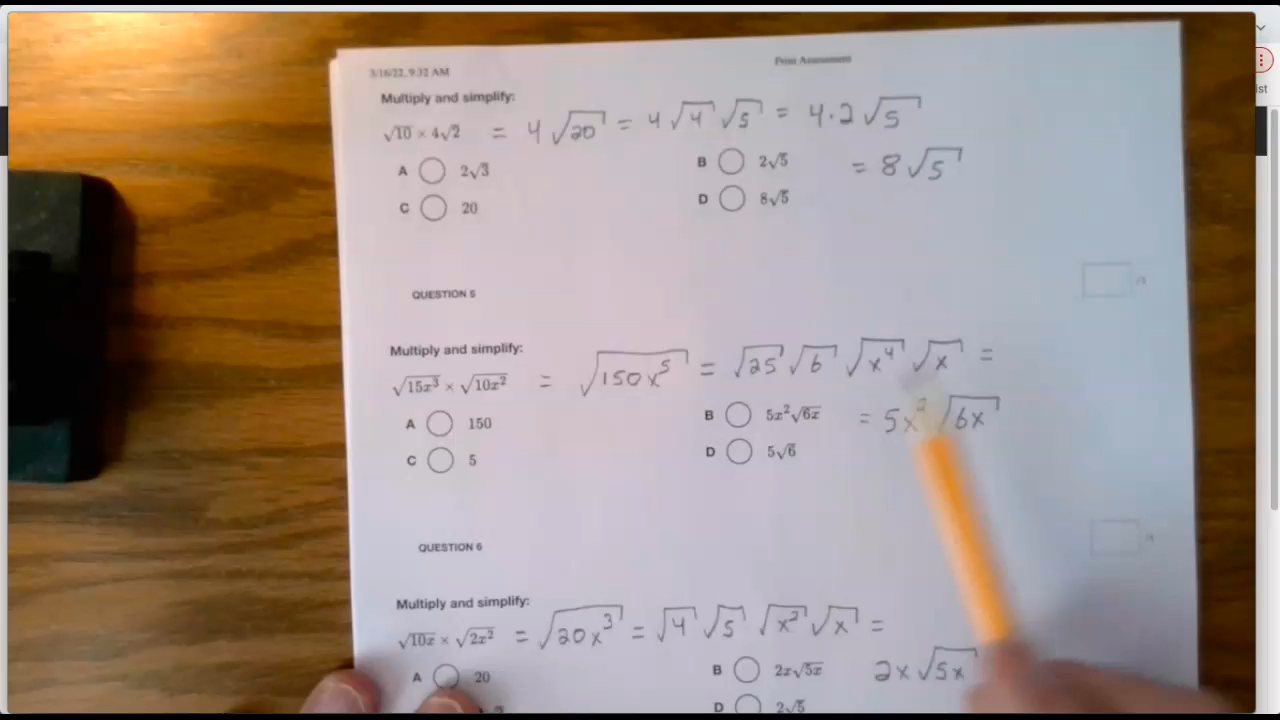 3/16/22, 9:32 AM
Print Assessment
Multiply and simplify:
√10 × 4√2 = 4√20 = 4√4 √5 = 4·2√5
= 8√5
A 2√3 B 2√5
C 20 D 8√5
QUESTION 5
Multiply and simplify:
√15x³ × √10x² = √150x⁵ = √25 √6 √x⁴ √x =
= 5x² √6x
A 150 B 5x²√6x
C 5 D 5√6
QUESTION 6
Multiply and simplify:
√10x × √2x² = √20x³ = √4 √5 √x² √x =
2x√5x
A 20 B 2x√5x
D 2√5
ist